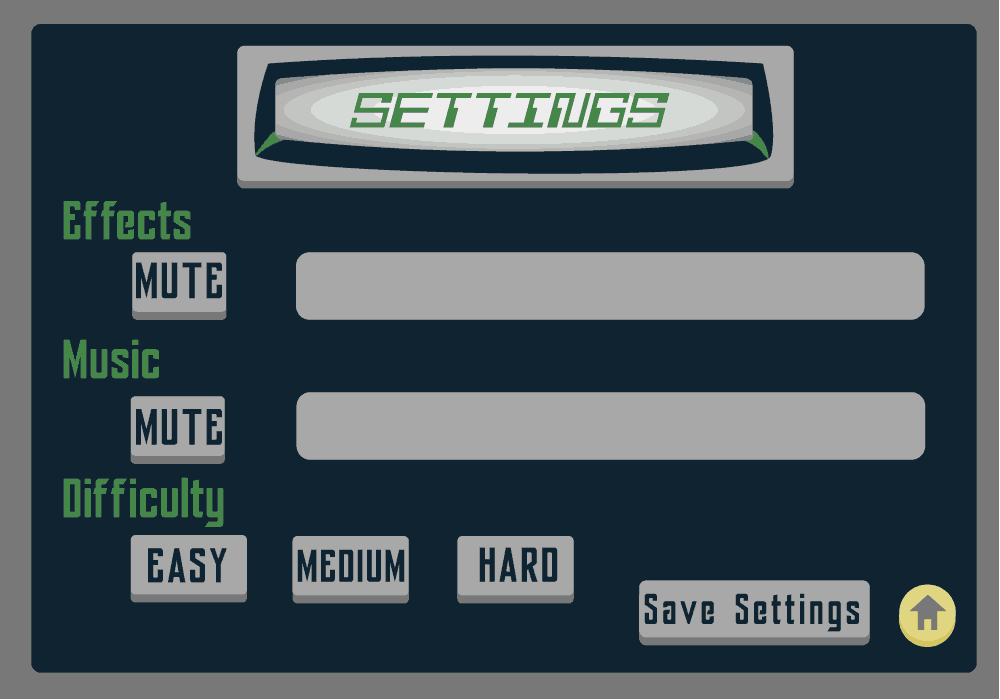 SETTINGS
Effects
MUTE
Music
MUTE
Difficulty
EASY MEDIUM HARD
Save Settings